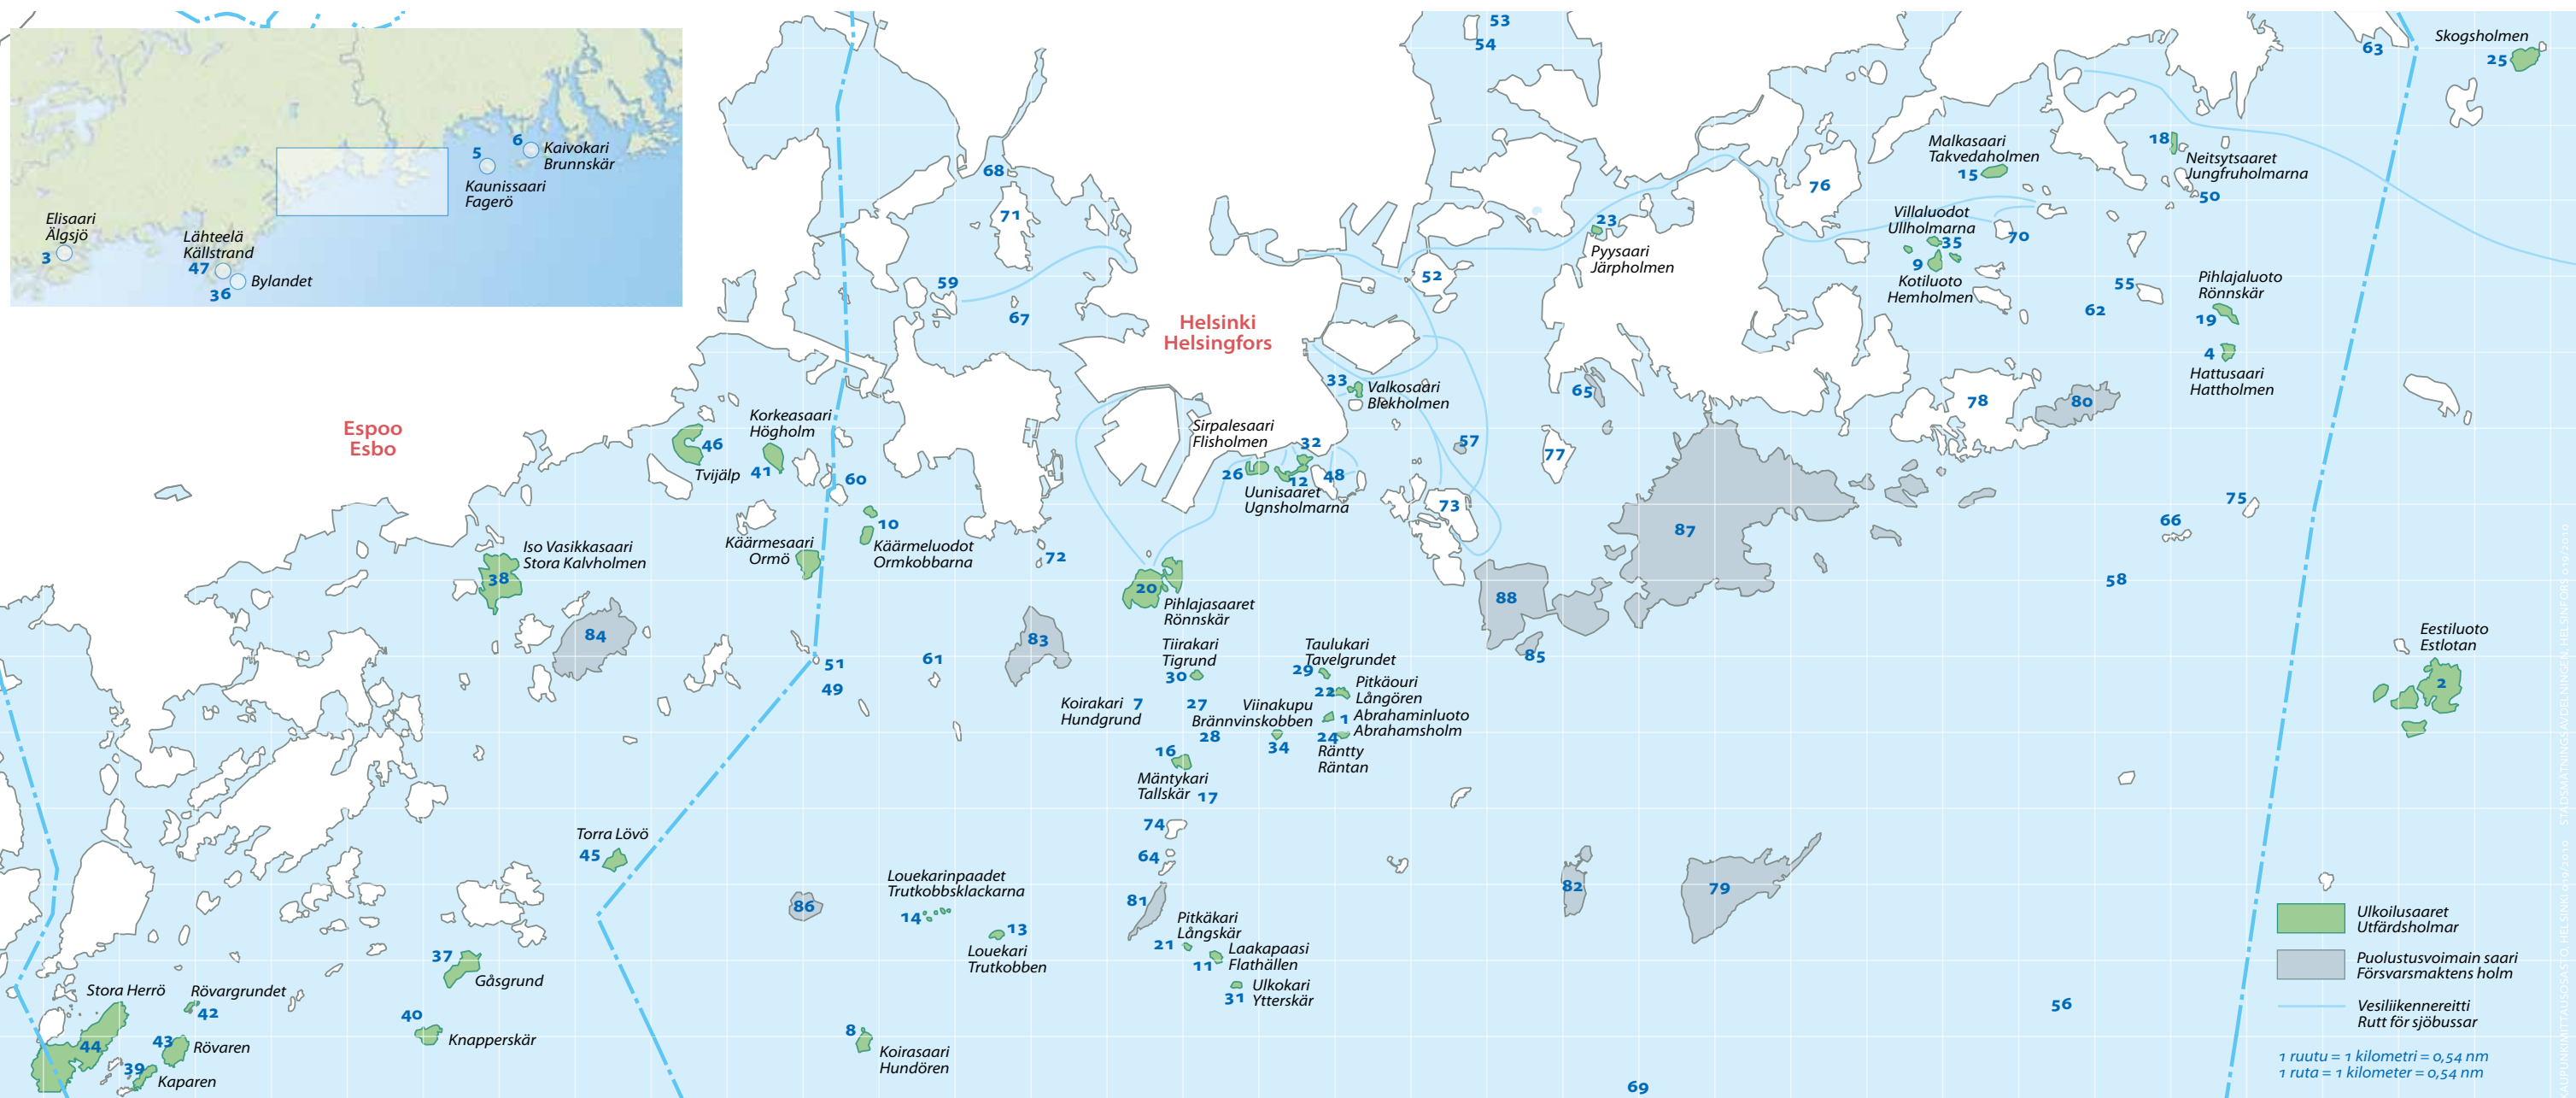 53
54
63
Skogsholmen
25
6
Kaivokari
Brunnskär
5
Kaunissaari
Fagerö
Elisaari
Älgsjö
3
Lähteelä
Källstrand
47
Bylandet
36
68
71
59
67
Helsinki
Helsingfors
52
23
Pyysaari
Järpholmen
76
Malkasaari
Takvedaholmen
15
18
Neitsytsaaret
Jungfruholmarna
50
Villaluodot
Ullholmarna
35
70
9
Kotiluoto
Hemholmen
55
62
Pihlajaluoto
Rönnskär
19
4
Hattusaari
Hattholmen
33
Valkosaari
Blekholmen
65
78
80
Espoo
Esbo
46
Tvijälp
Korkeasaari
Högholm
41
60
Sirpalesaari
Flisholmen
32
26
12
48
Uunisaaret
Ugnsholmarna
57
77
73
87
75
66
58
10
Käärmeluodot
Ormkobbarna
Käärmesaari
Ormö
72
Iso Vasikkasaari
Stora Kalvholmen
38
84
20
Pihlajasaaret
Rönnskär
88
85
83
51
49
61
Tiirakari
Tigrund
30
Taulukari
Tavelgrundet
29
22
Pitkäouri
Långören
Koirakari
Hundgrund
7
27
28
Viinakupu
Brännvinskobben
34
1
Abrahaminluoto
Abrahamsholm
24
Räntty
Räntan
16
Mäntykari
Tallskär
17
Eestiluoto
Estlotan
2
74
64
81
Torra Lövö
45
86
Louekarinpaadet
Trutkobbsklackarna
14
13
Louekari
Trutkobben
Pitkäkari
Långskär
21
Laakapaasi
Flathällen
11
Ulkokari
Ytterskär
31
82
79
37
Gåsgrund
Stora Herrö
Rövargrundet
42
44
43
Rövaren
39
Kaparen
40
Knapperskär
8
Koirasaari
Hundören
56
69
Ulkoilusaaret
Utfärdsholmar
Puolustusvoimain saari
Försvarsmaktens holm
Vesiliikennereitti
Rutt för sjöbussar
1 ruutu = 1 kilometri = 0,54 nm
1 ruta = 1 kilometer = 0,54 nm